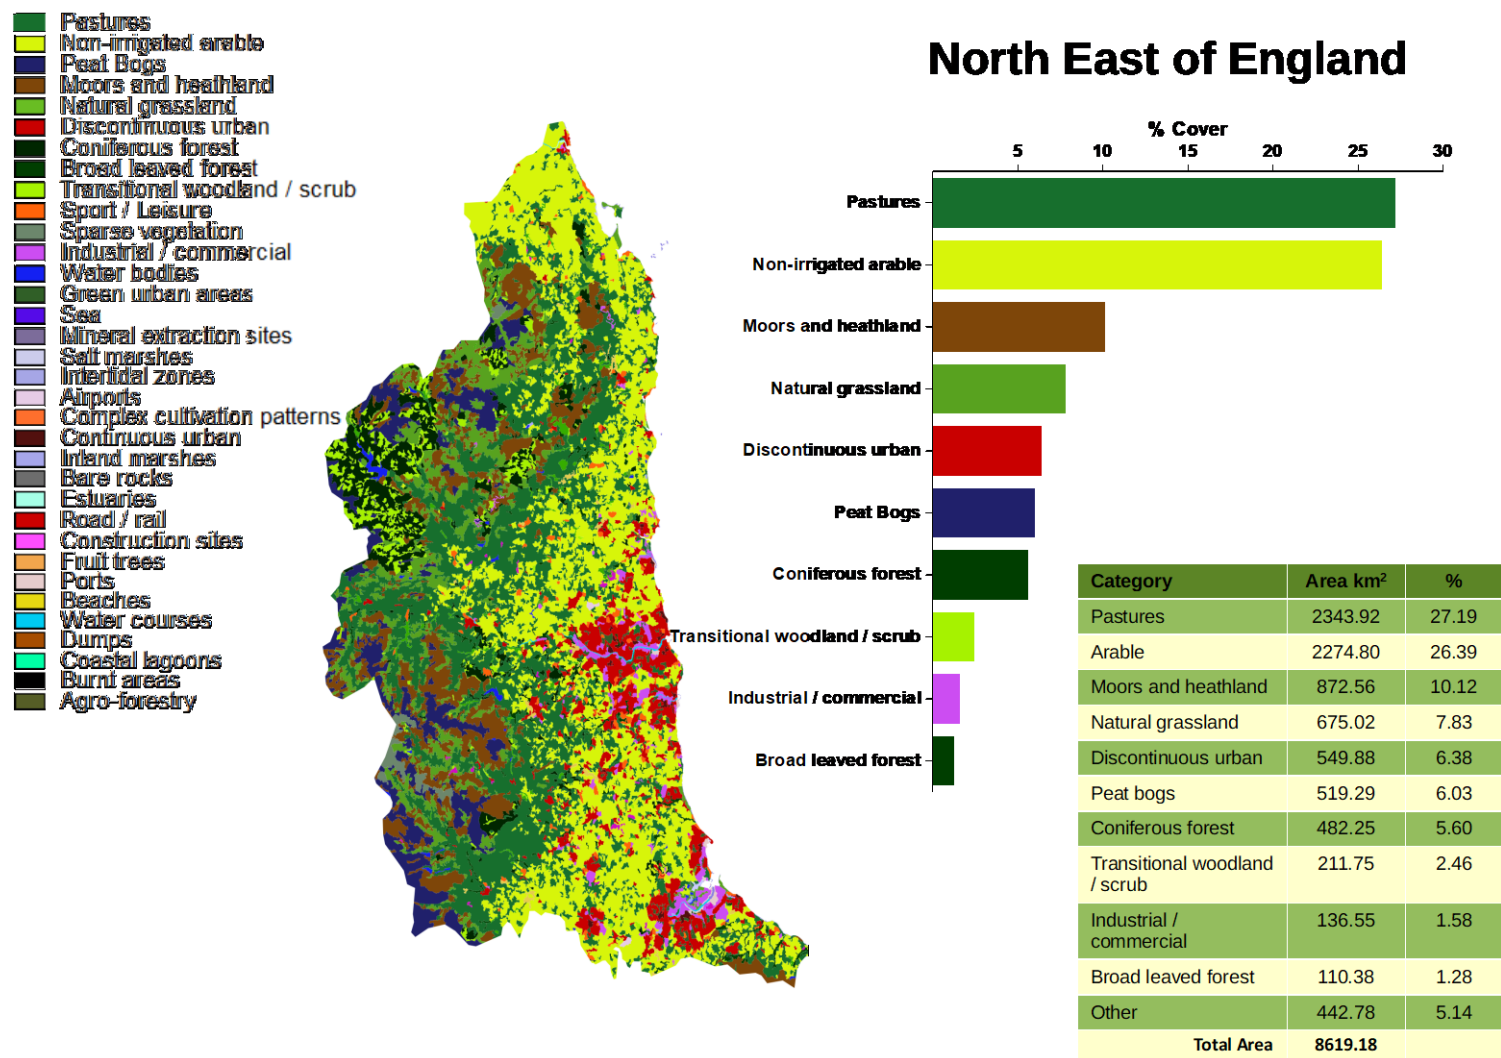 Pastures
Non-irrigated arable
Peat Bogs
Moors and heathland
Natural grassland
Discontinuous urban
Coniferous forest
Broad leaved forest
Transitional woodland / scrub
Sport / Leisure
Sparse vegetation
Industrial / commercial
Water bodies
Green urban areas
Sea
Mineral extraction sites
Salt marshes
Intertidal zones
Airports
Complex cultivation patterns
Continuous urban
Inland marshes
Bare rocks
Estuaries
Road / rail
Construction sites
Fruit trees
Ports
Beaches
Water courses
Dumps
Coastal lagoons
Burnt areas
Agro-forestry
North East of England
% Cover
5 10 15 20 25 30
Pastures
Non-irrigated arable
Moors and heathland
Natural grassland
Discontinuous urban
Peat Bogs
Coniferous forest
Transitional woodland / scrub
Industrial / commercial
Broad leaved forest
Category Area km² %
Pastures 2343.92 27.19
Arable 2274.80 26.39
Moors and heathland 872.56 10.12
Natural grassland 675.02 7.83
Discontinuous urban 549.88 6.38
Peat bogs 519.29 6.03
Coniferous forest 482.25 5.60
Transitional woodland 211.75 2.46
/ scrub
Industrial / 136.55 1.58
commercial
Broad leaved forest 110.38 1.28
Other 442.78 5.14
Total Area 8619.18